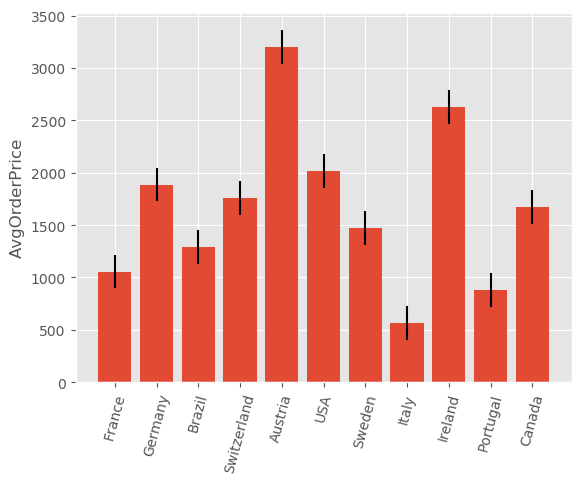 AvgOrderPrice
3500
3000
2500
2000
1500
1000
500
0
France
Germany
Brazil
Switzerland
Austria
USA
Sweden
Italy
Ireland
Portugal
Canada